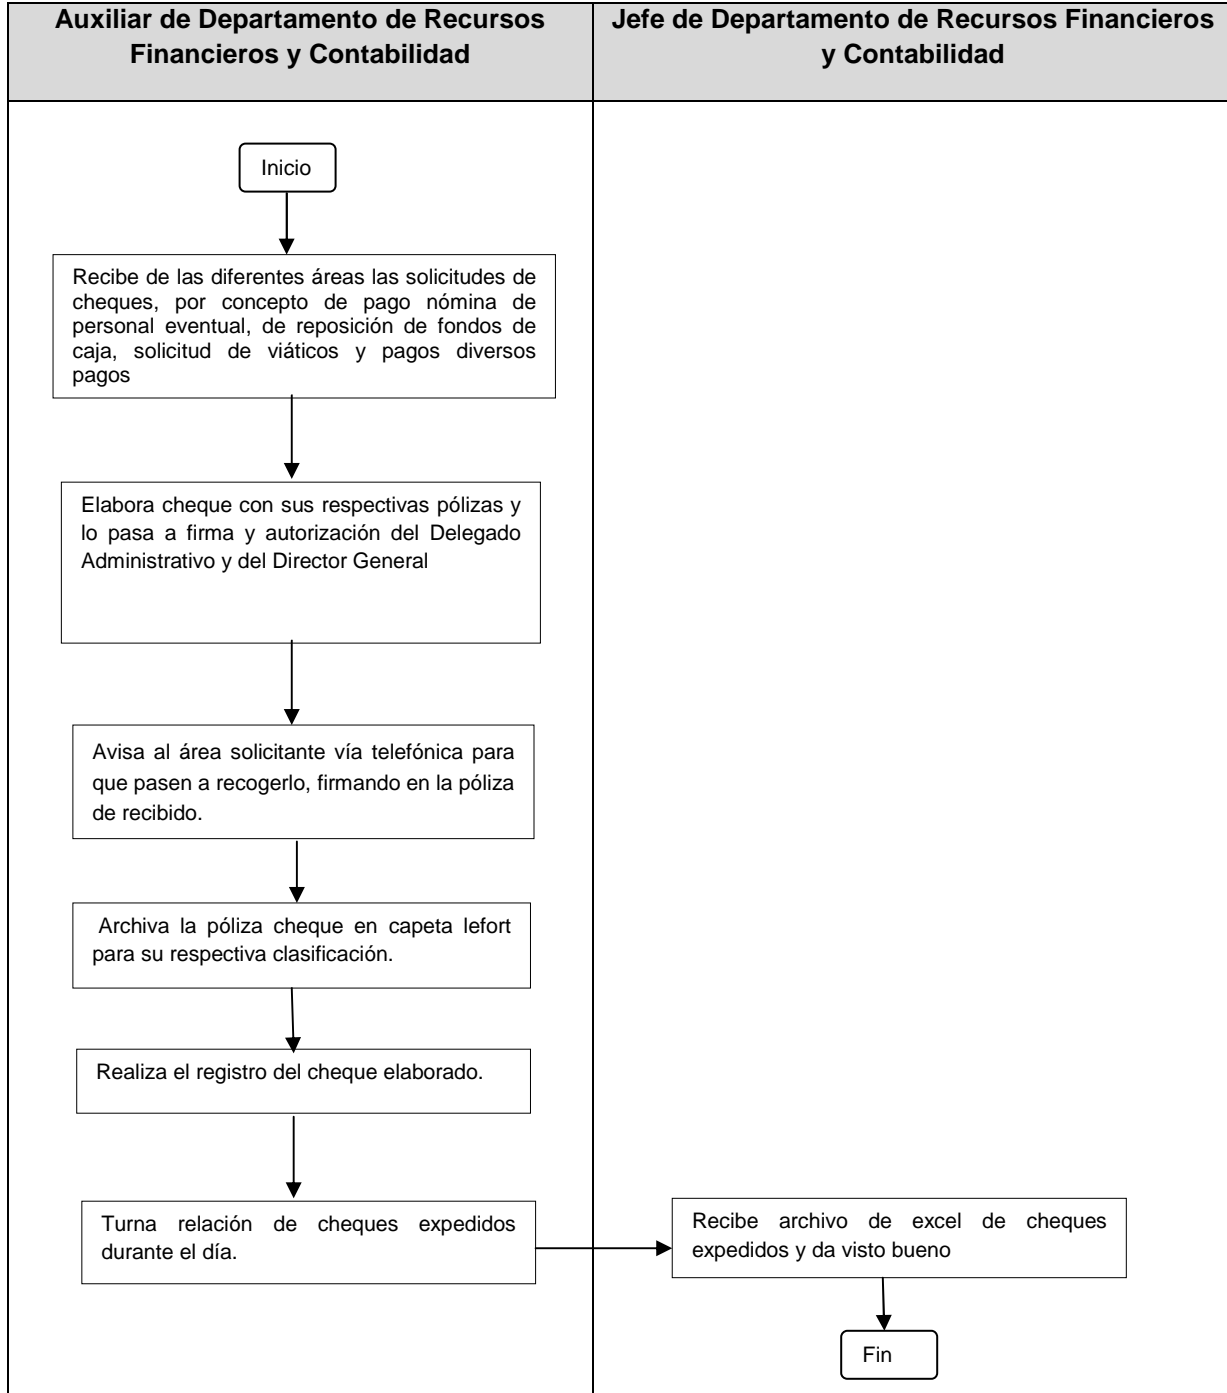 Auxiliar de Departamento de Recursos
Financieros y Contabilidad
Jefe de Departamento de Recursos Financieros
y Contabilidad
Inicio
Recibe de las diferentes áreas las solicitudes de
cheques, por concepto de pago nómina de
personal eventual, de reposición de fondos de
caja, solicitud de viáticos y pagos diversos
pagos
Elabora cheque con sus respectivas pólizas y
lo pasa a firma y autorización del Delegado
Administrativo y del Director General
Avisa al área solicitante vía telefónica para
que pasen a recogerlo, firmando en la póliza
de recibido.
Archiva la póliza cheque en capeta lefort
para su respectiva clasificación.
Realiza el registro del cheque elaborado.
Turna relación de cheques expedidos
durante el día.
Recibe archivo de excel de cheques
expedidos y da visto bueno
Fin